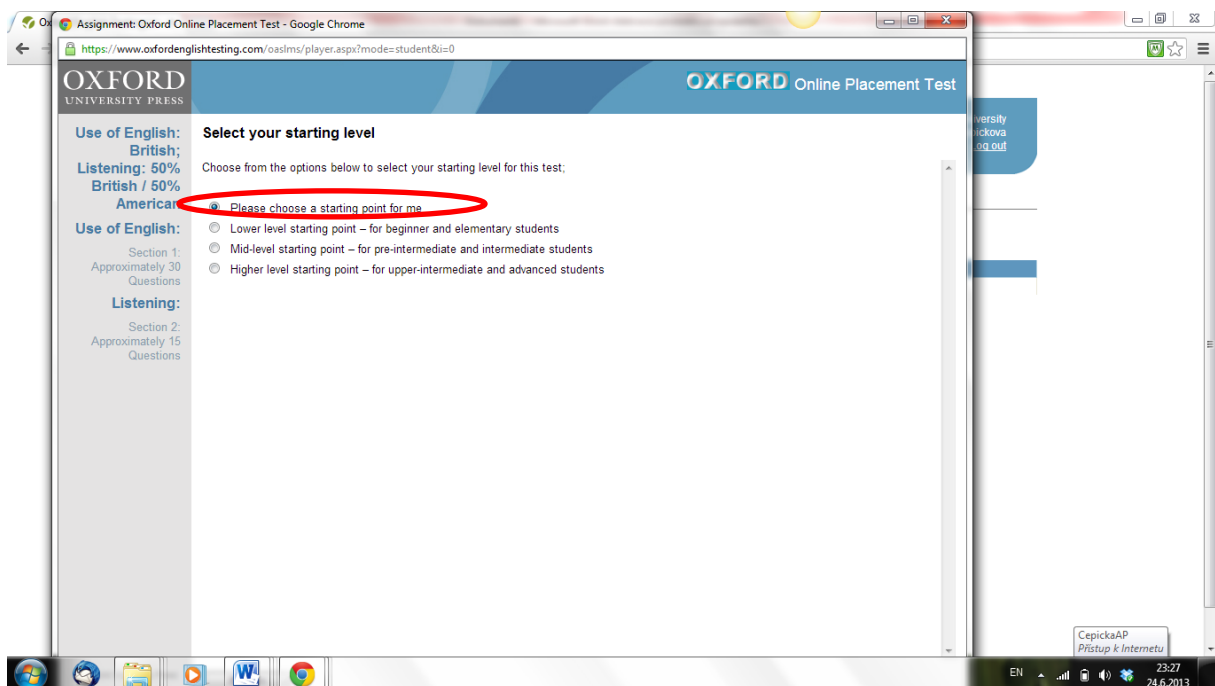 Ox
Assignment: Oxford Online Placement Test - Google Chrome
https://www.oxfordenglishtesting.com/oaslms/player.aspx?mode=student&i=0
OXFORD
UNIVERSITY PRESS
OXFORD Online Placement Test
Use of English:
British;
Listening: 50%
British / 50%
American
Use of English:
Section 1:
Approximately 30
Questions
Listening:
Section 2:
Approximately 15
Questions
Select your starting level
Choose from the options below to select your starting level for this test;
Please choose a starting point for me
Lower level starting point – for beginner and elementary students
Mid-level starting point – for pre-intermediate and intermediate students
Higher level starting point – for upper-intermediate and advanced students
versity
pickova
Log out
CepickaAP
Přístup k Internetu
W
EN
23:27
24.6.2013